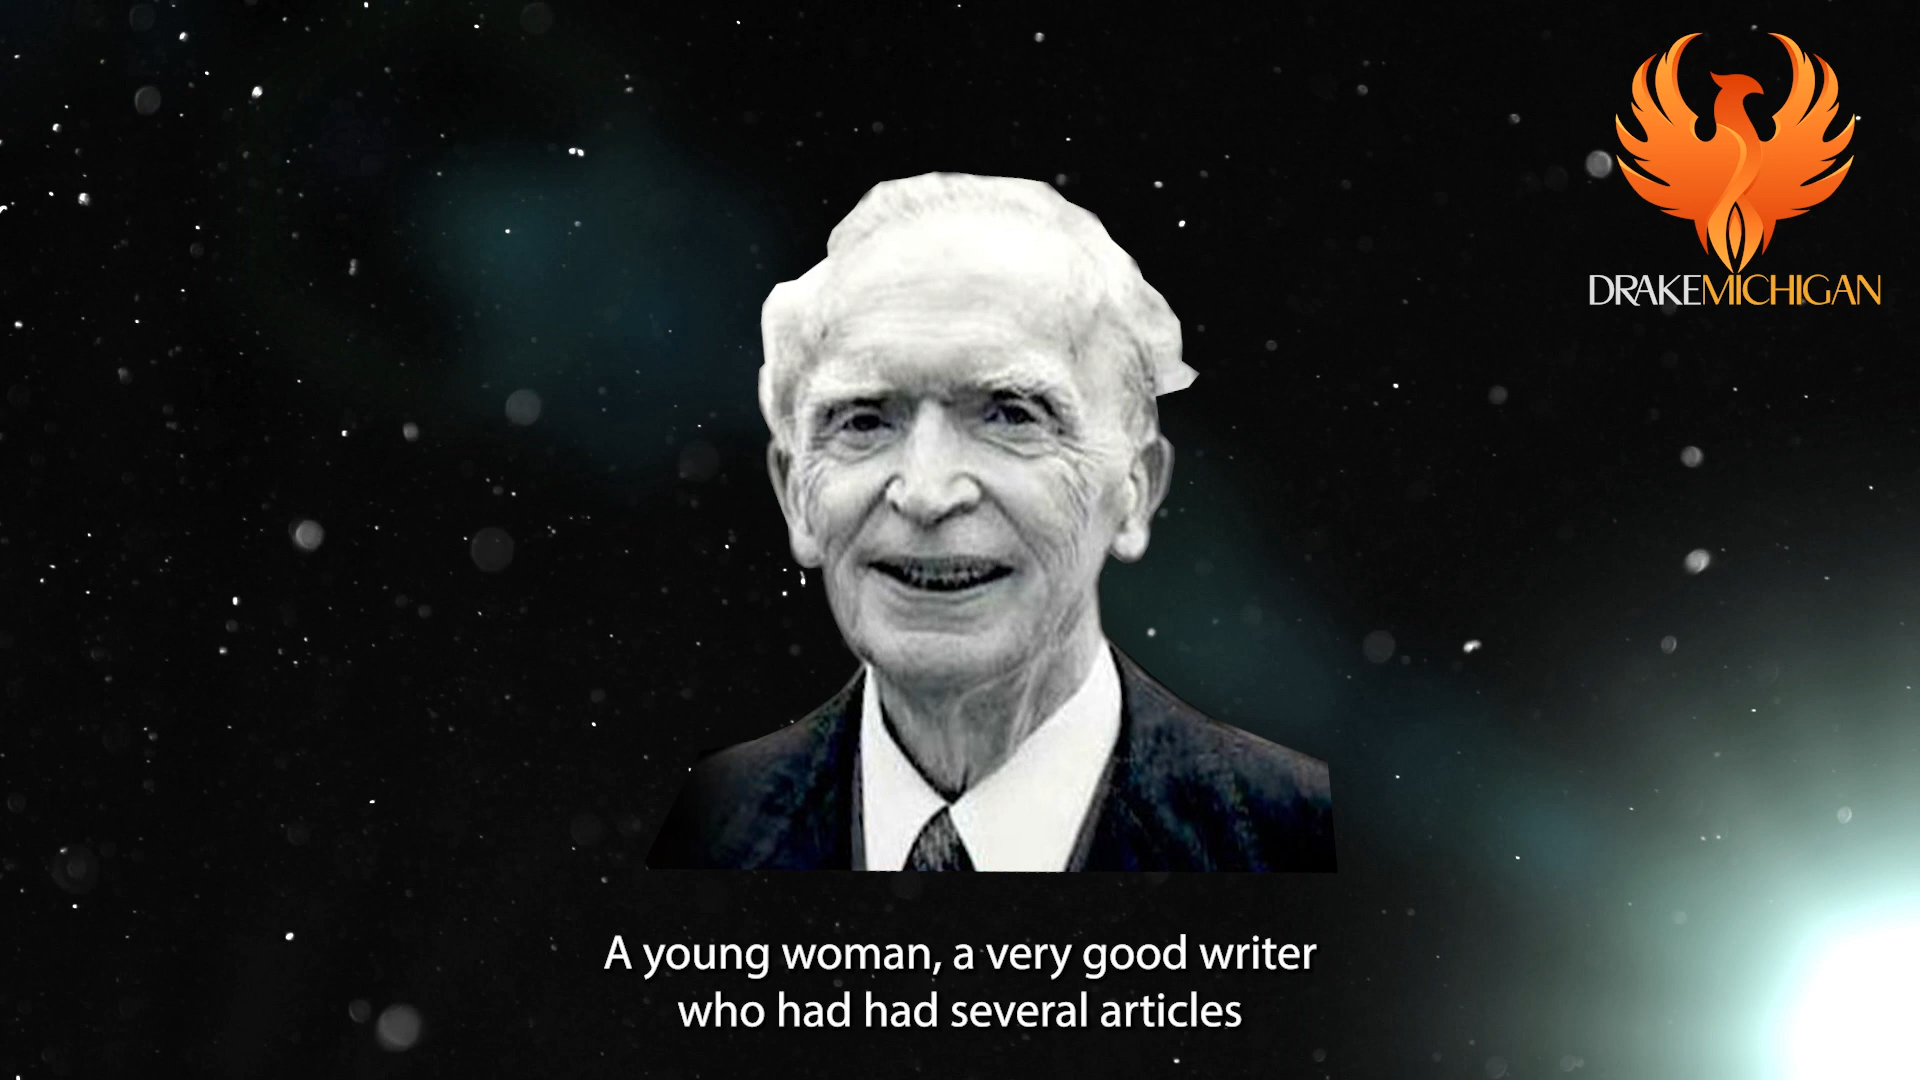 DRAKEMICHIGAN
A young woman, a very good writer
who had had several articles